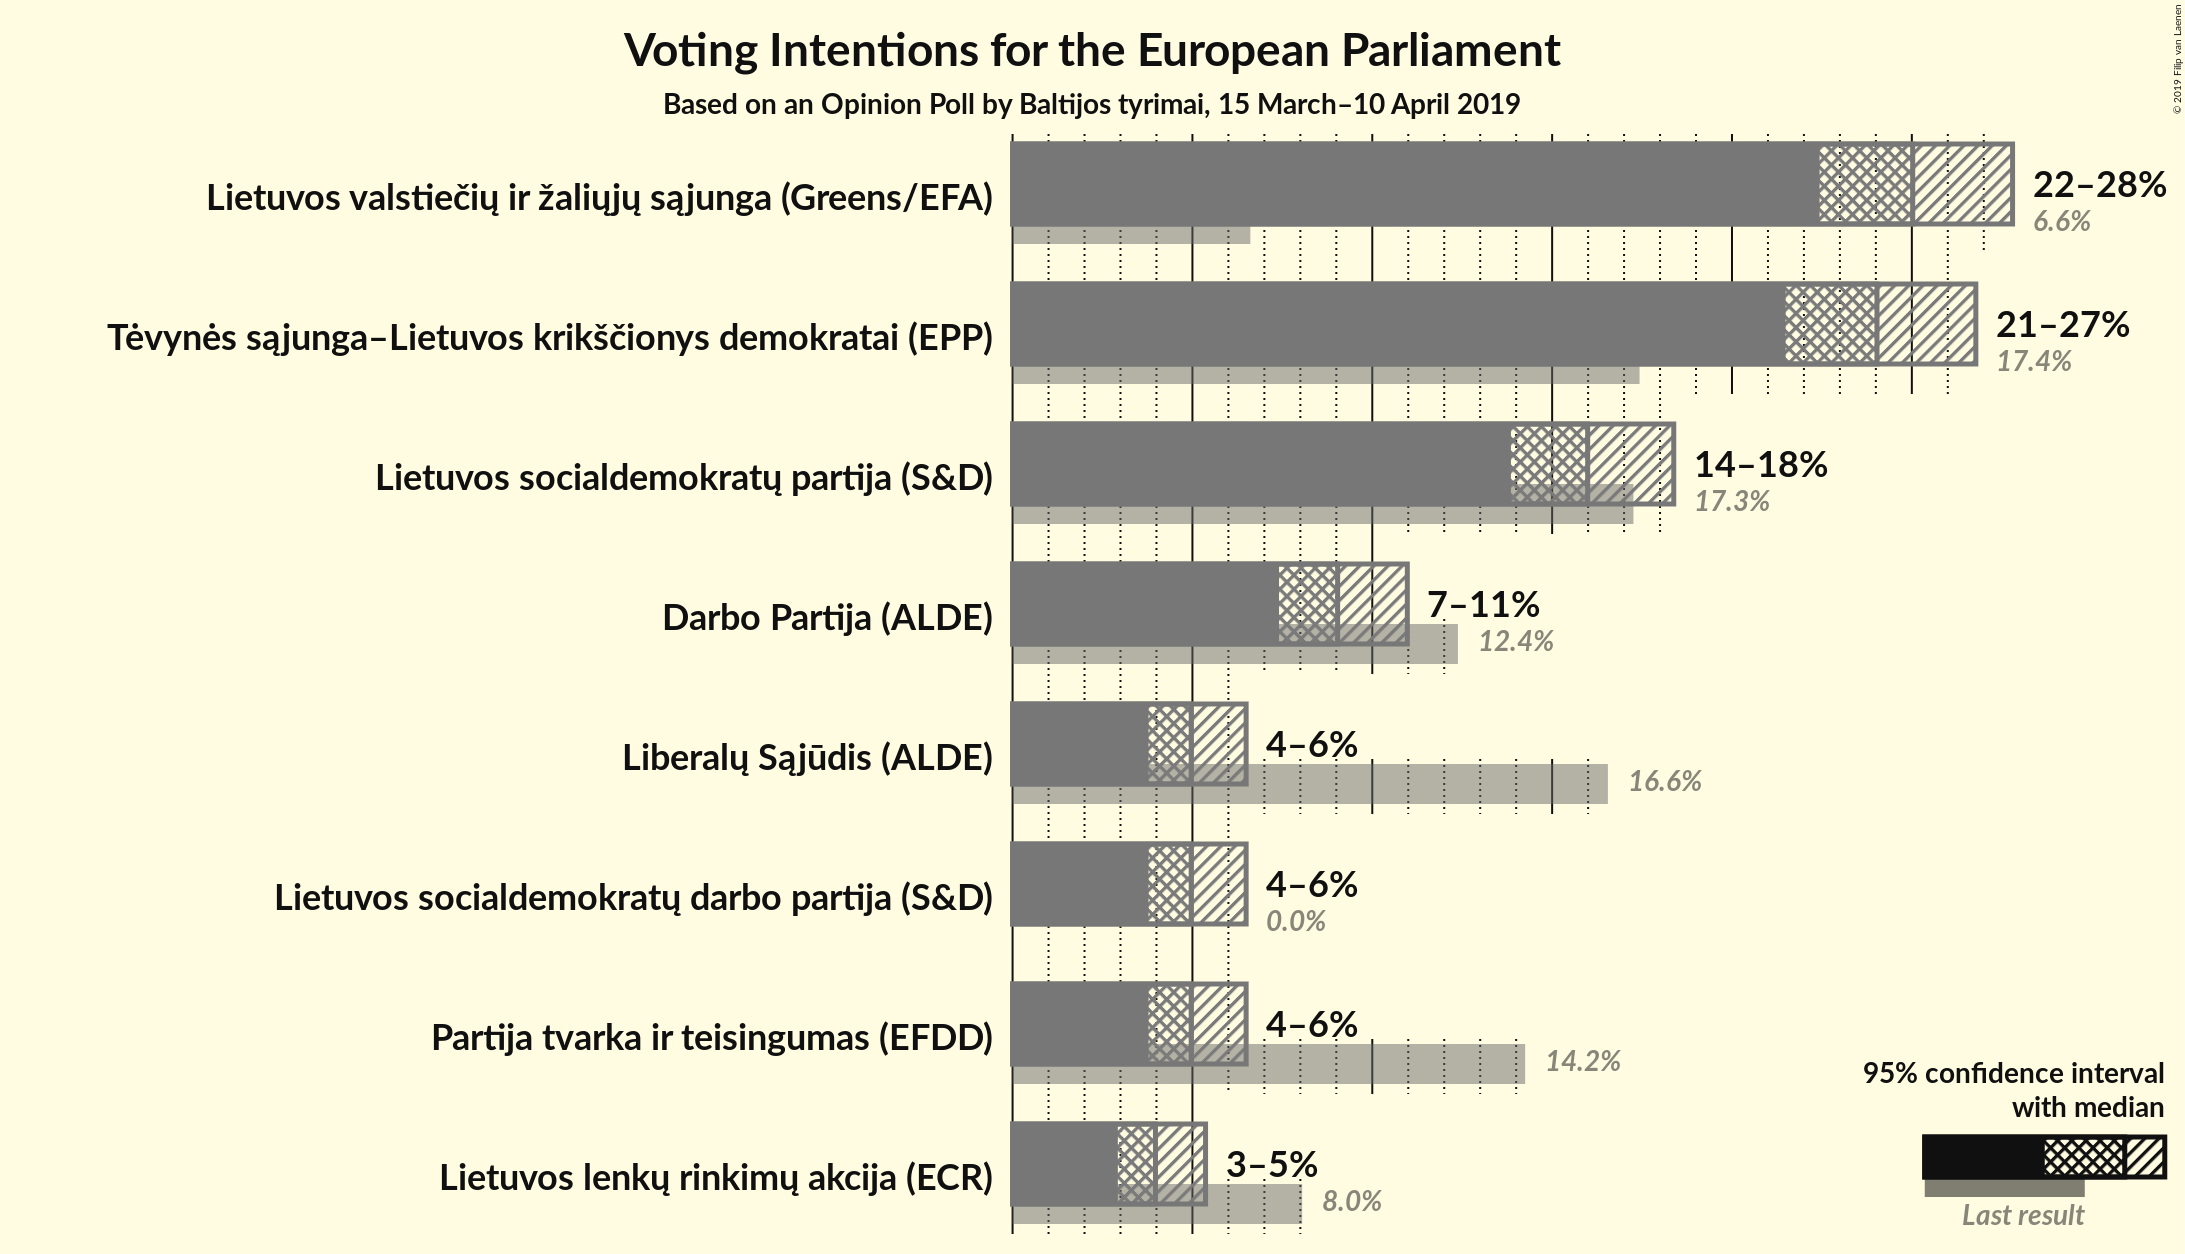 Voting Intentions for the European Parliament
Based on an Opinion Poll by Baltijos tyrimai, 15 March–10 April 2019
© 2019 Filip van Laenen
Lietuvos valstiečių ir žaliųjų sąjunga (Greens/EFA)
22–28%
6.6%
Tėvynės sąjunga–Lietuvos krikščionys demokratai (EPP)
21–27%
17.4%
Lietuvos socialdemokratų partija (S&D)
14–18%
17.3%
Darbo Partija (ALDE)
7–11%
12.4%
Liberalų Sąjūdis (ALDE)
4–6%
16.6%
Lietuvos socialdemokratų darbo partija (S&D)
4–6%
0.0%
Partija tvarka ir teisingumas (EFDD)
4–6%
14.2%
Lietuvos lenkų rinkimų akcija (ECR)
3–5%
8.0%
95% confidence interval
with median
Last result